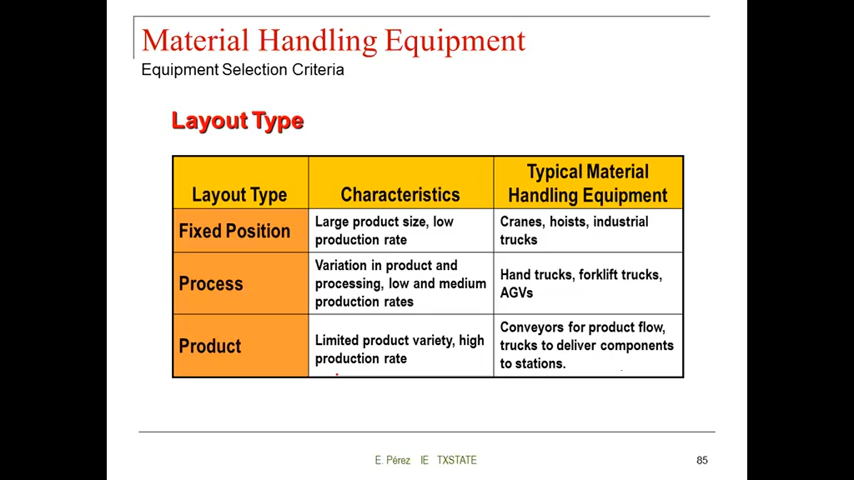 Material Handling Equipment
Equipment Selection Criteria
Layout Type
Layout Type
Characteristics
Typical Material
Handling Equipment
Fixed Position
Large product size, low
production rate
Cranes, hoists, industrial
trucks
Process
Variation in product and
processing, low and medium
production rates
Hand trucks, forklift trucks,
AGVs
Product
Limited product variety, high
production rate
Conveyors for product flow,
trucks to deliver components
to stations.
E. Pérez IE TXSTATE
85